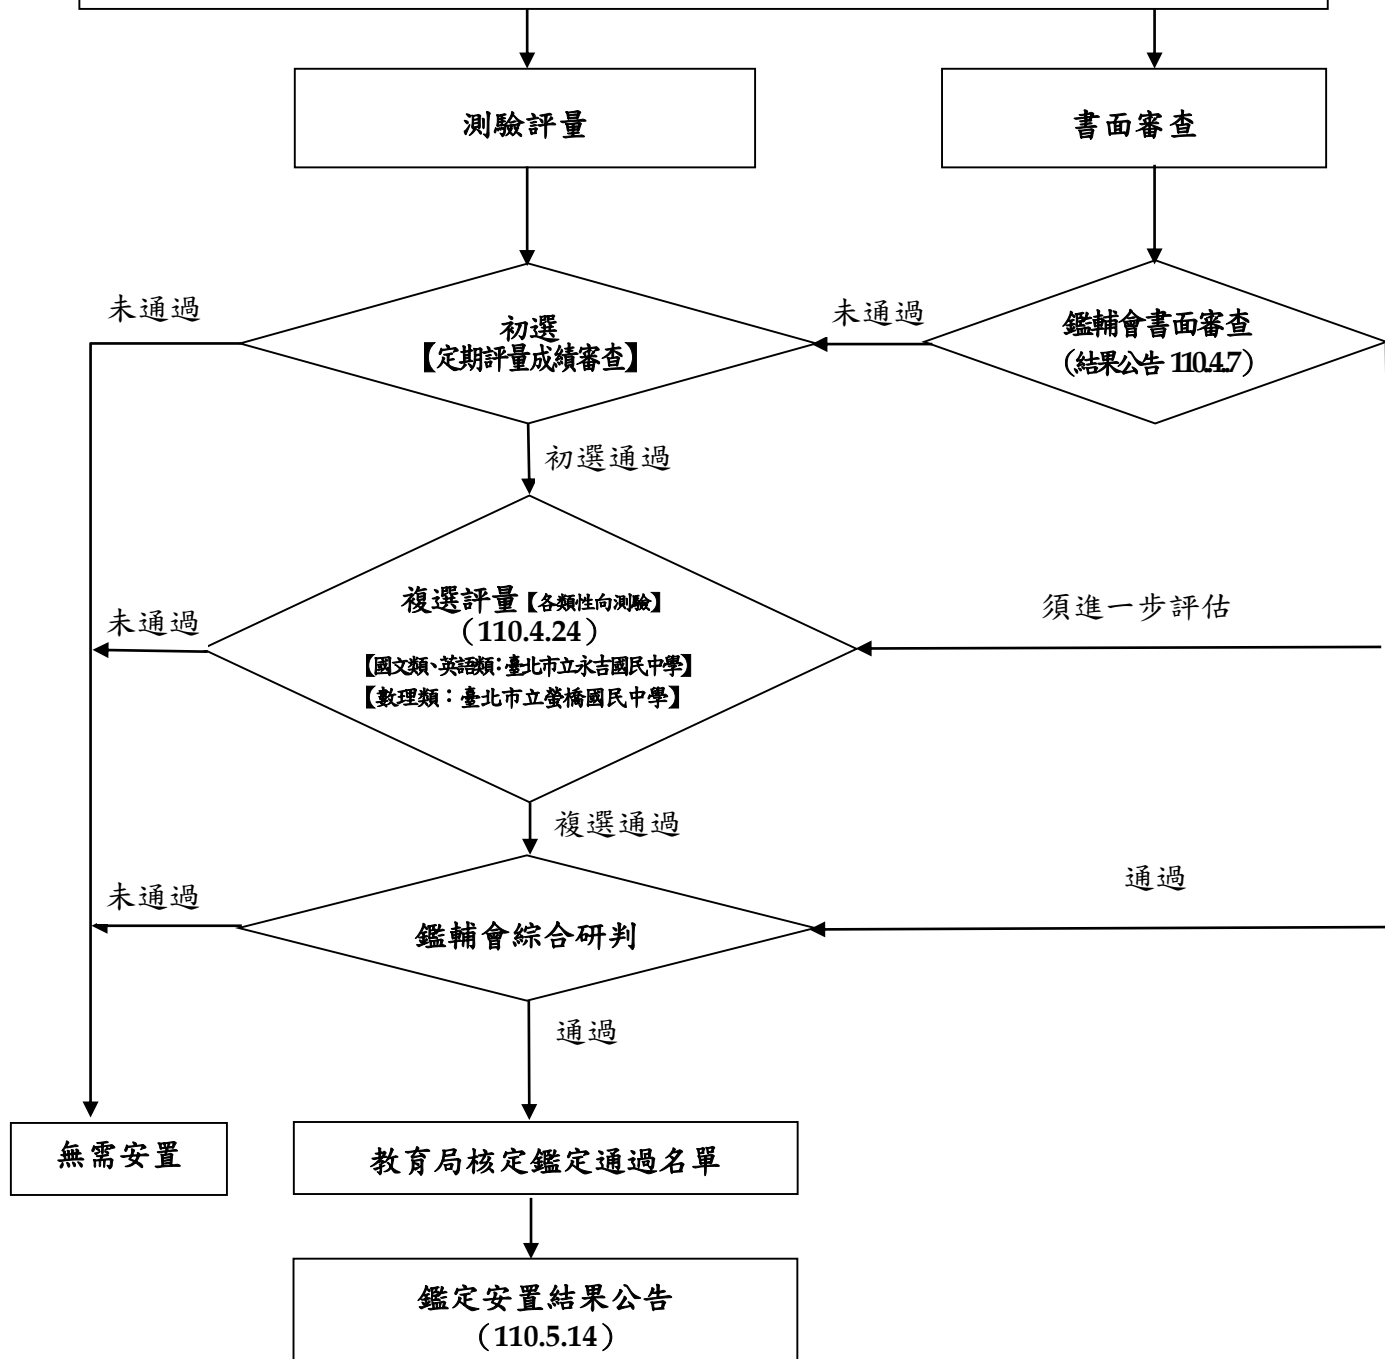 測驗評量
書面審查
未通過
初選
【定期評量成績審查】
未通過
鑑輔會書面審查
(結果公告 110.4.7)
初選通過
未通過
複選評量【各類性向測驗】
（110.4.24）
【國文類、英語類：臺北市立永吉國民中學】
【數理類：臺北市立螢橋國民中學】
須進一步評估
複選通過
未通過
鑑輔會綜合研判
通過
通過
無需安置
教育局核定鑑定通過名單
鑑定安置結果公告
（110.5.14）